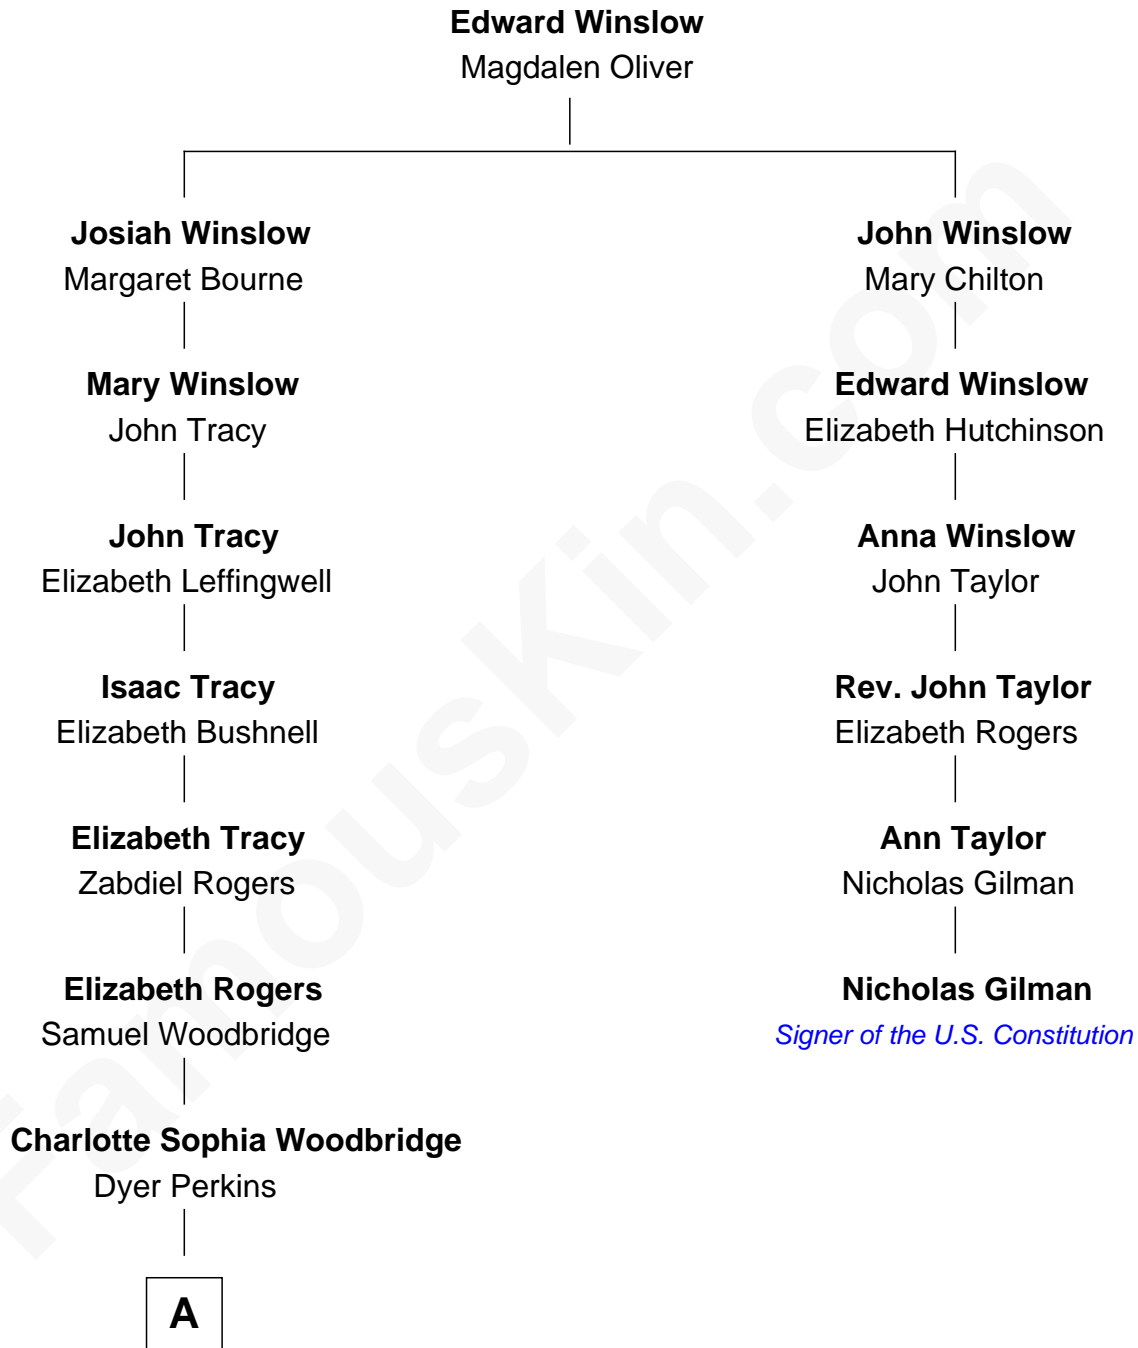 Edward Winslow
Magdalen Oliver
Josiah Winslow
Margaret Bourne
John Winslow
Mary Chilton
Mary Winslow
John Tracy
Edward Winslow
Elizabeth Hutchinson
John Tracy
Elizabeth Leffingwell
Anna Winslow
John Taylor
Isaac Tracy
Elizabeth Bushnell
Rev. John Taylor
Elizabeth Rogers
Elizabeth Tracy
Zabdiel Rogers
Ann Taylor
Nicholas Gilman
Elizabeth Rogers
Samuel Woodbridge
Nicholas Gilman
Signer of the U.S. Constitution
Charlotte Sophia Woodbridge
Dyer Perkins
A
FamousKin.com